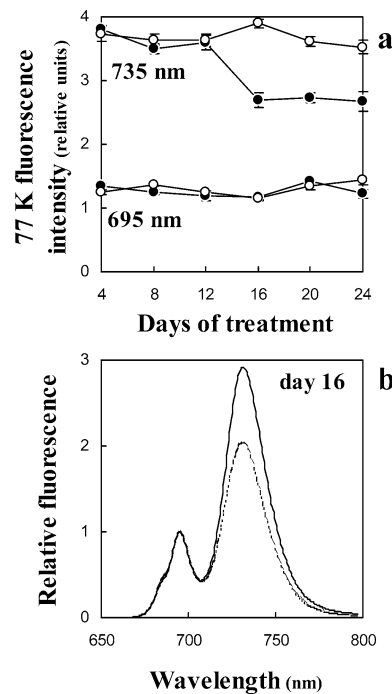 4
a
735 nm
3
2
695 nm
1
0
77 K fluorescence
intensity (relative units)
4 8 12 16 20 24
Days of treatment
3
day 16
b
2
1
0
Relative fluorescence
650 700 750 800
Wavelength (nm)